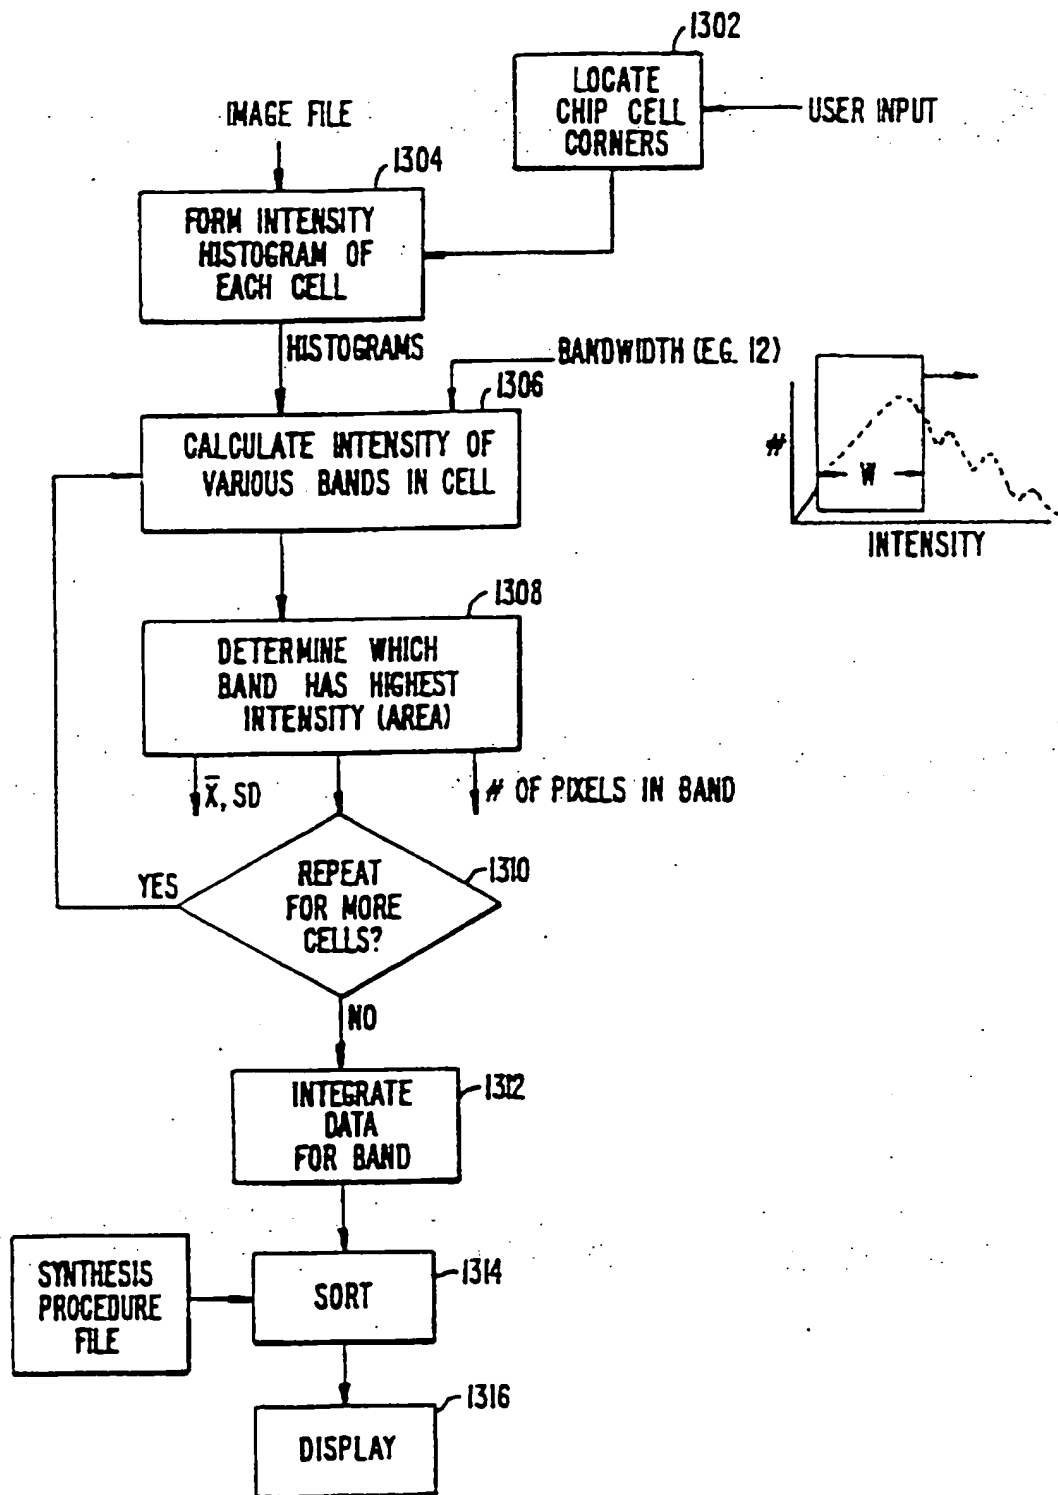 1302
LOCATE
CHIP CELL
CORNERS
USER INPUT
IMAGE FILE
1304
FORM INTENSITY
HISTOGRAM OF
EACH CELL
HISTOGRAMS
BANDWIDTH (E.G. 12)
1306
CALCULATE INTENSITY OF
VARIOUS BANDS IN CELL
#
W
INTENSITY
1308
DETERMINE WHICH
BAND HAS HIGHEST
INTENSITY (AREA)
X̄, SD
# OF PIXELS IN BAND
1310
REPEAT
FOR MORE
CELLS?
YES
NO
1312
INTEGRATE
DATA
FOR BAND
SYNTHESIS
PROCEDURE
FILE
1314
SORT
1316
DISPLAY